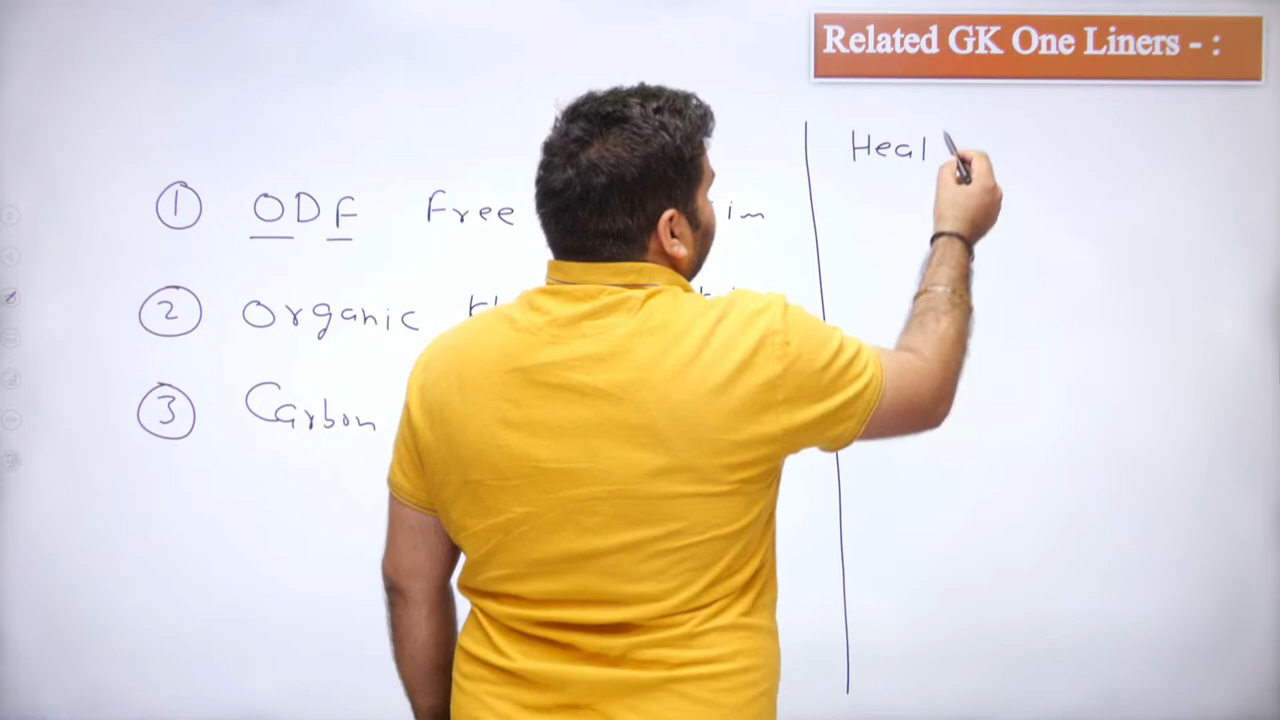 Related GK One Liners - :
Heal
1 ODF Free
2 Organic
3 Carbon